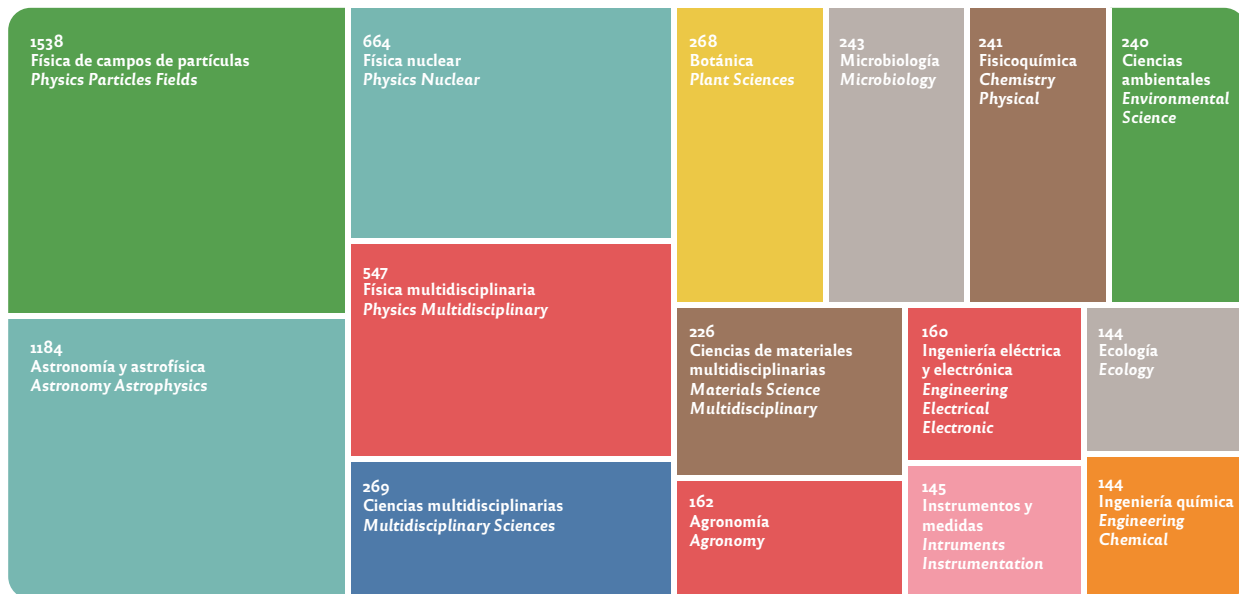 1538
Física de campos de partículas
Physics Particles Fields
1184
Astronomía y astrofísica
Astronomy Astrophysics
664
Física nuclear
Physics Nuclear
547
Física multidisciplinaria
Physics Multidisciplinary
269
Ciencias multidisciplinarias
Multidisciplinary Sciences
268
Botánica
Plant Sciences
243
Microbiología
Microbiology
241
Fisicoquímica
Chemistry
Physical
240
Ciencias
ambientales
Environmental
Science
226
Ciencias de materiales
multidisciplinarias
Materials Science
Multidisciplinary
162
Agronomía
Agronomy
160
Ingeniería eléctrica
y electrónica
Engineering
Electrical
Electronic
145
Instrumentos y
medidas
Intruments
Instrumentation
144
Ecología
Ecology
144
Ingeniería química
Engineering
Chemical